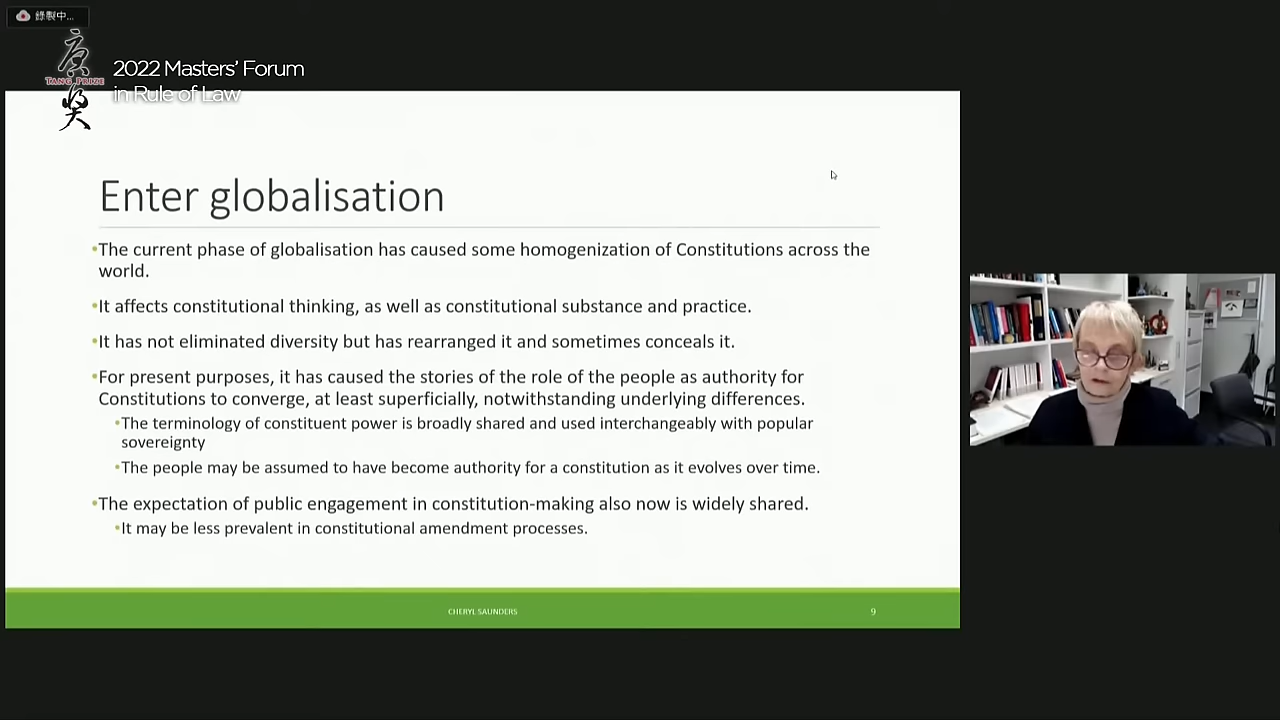 錄製中...
唐
TANG PRIZE
奖
2022 Masters' Forum
in Rule of Law
Enter globalisation
•The current phase of globalisation has caused some homogenization of Constitutions across the
world.
•It affects constitutional thinking, as well as constitutional substance and practice.
•It has not eliminated diversity but has rearranged it and sometimes conceals it.
•For present purposes, it has caused the stories of the role of the people as authority for
Constitutions to converge, at least superficially, notwithstanding underlying differences.
•The terminology of constituent power is broadly shared and used interchangeably with popular
sovereignty
•The people may be assumed to have become authority for a constitution as it evolves over time.
•The expectation of public engagement in constitution-making also now is widely shared.
•It may be less prevalent in constitutional amendment processes.
CHERYL SAUNDERS
9